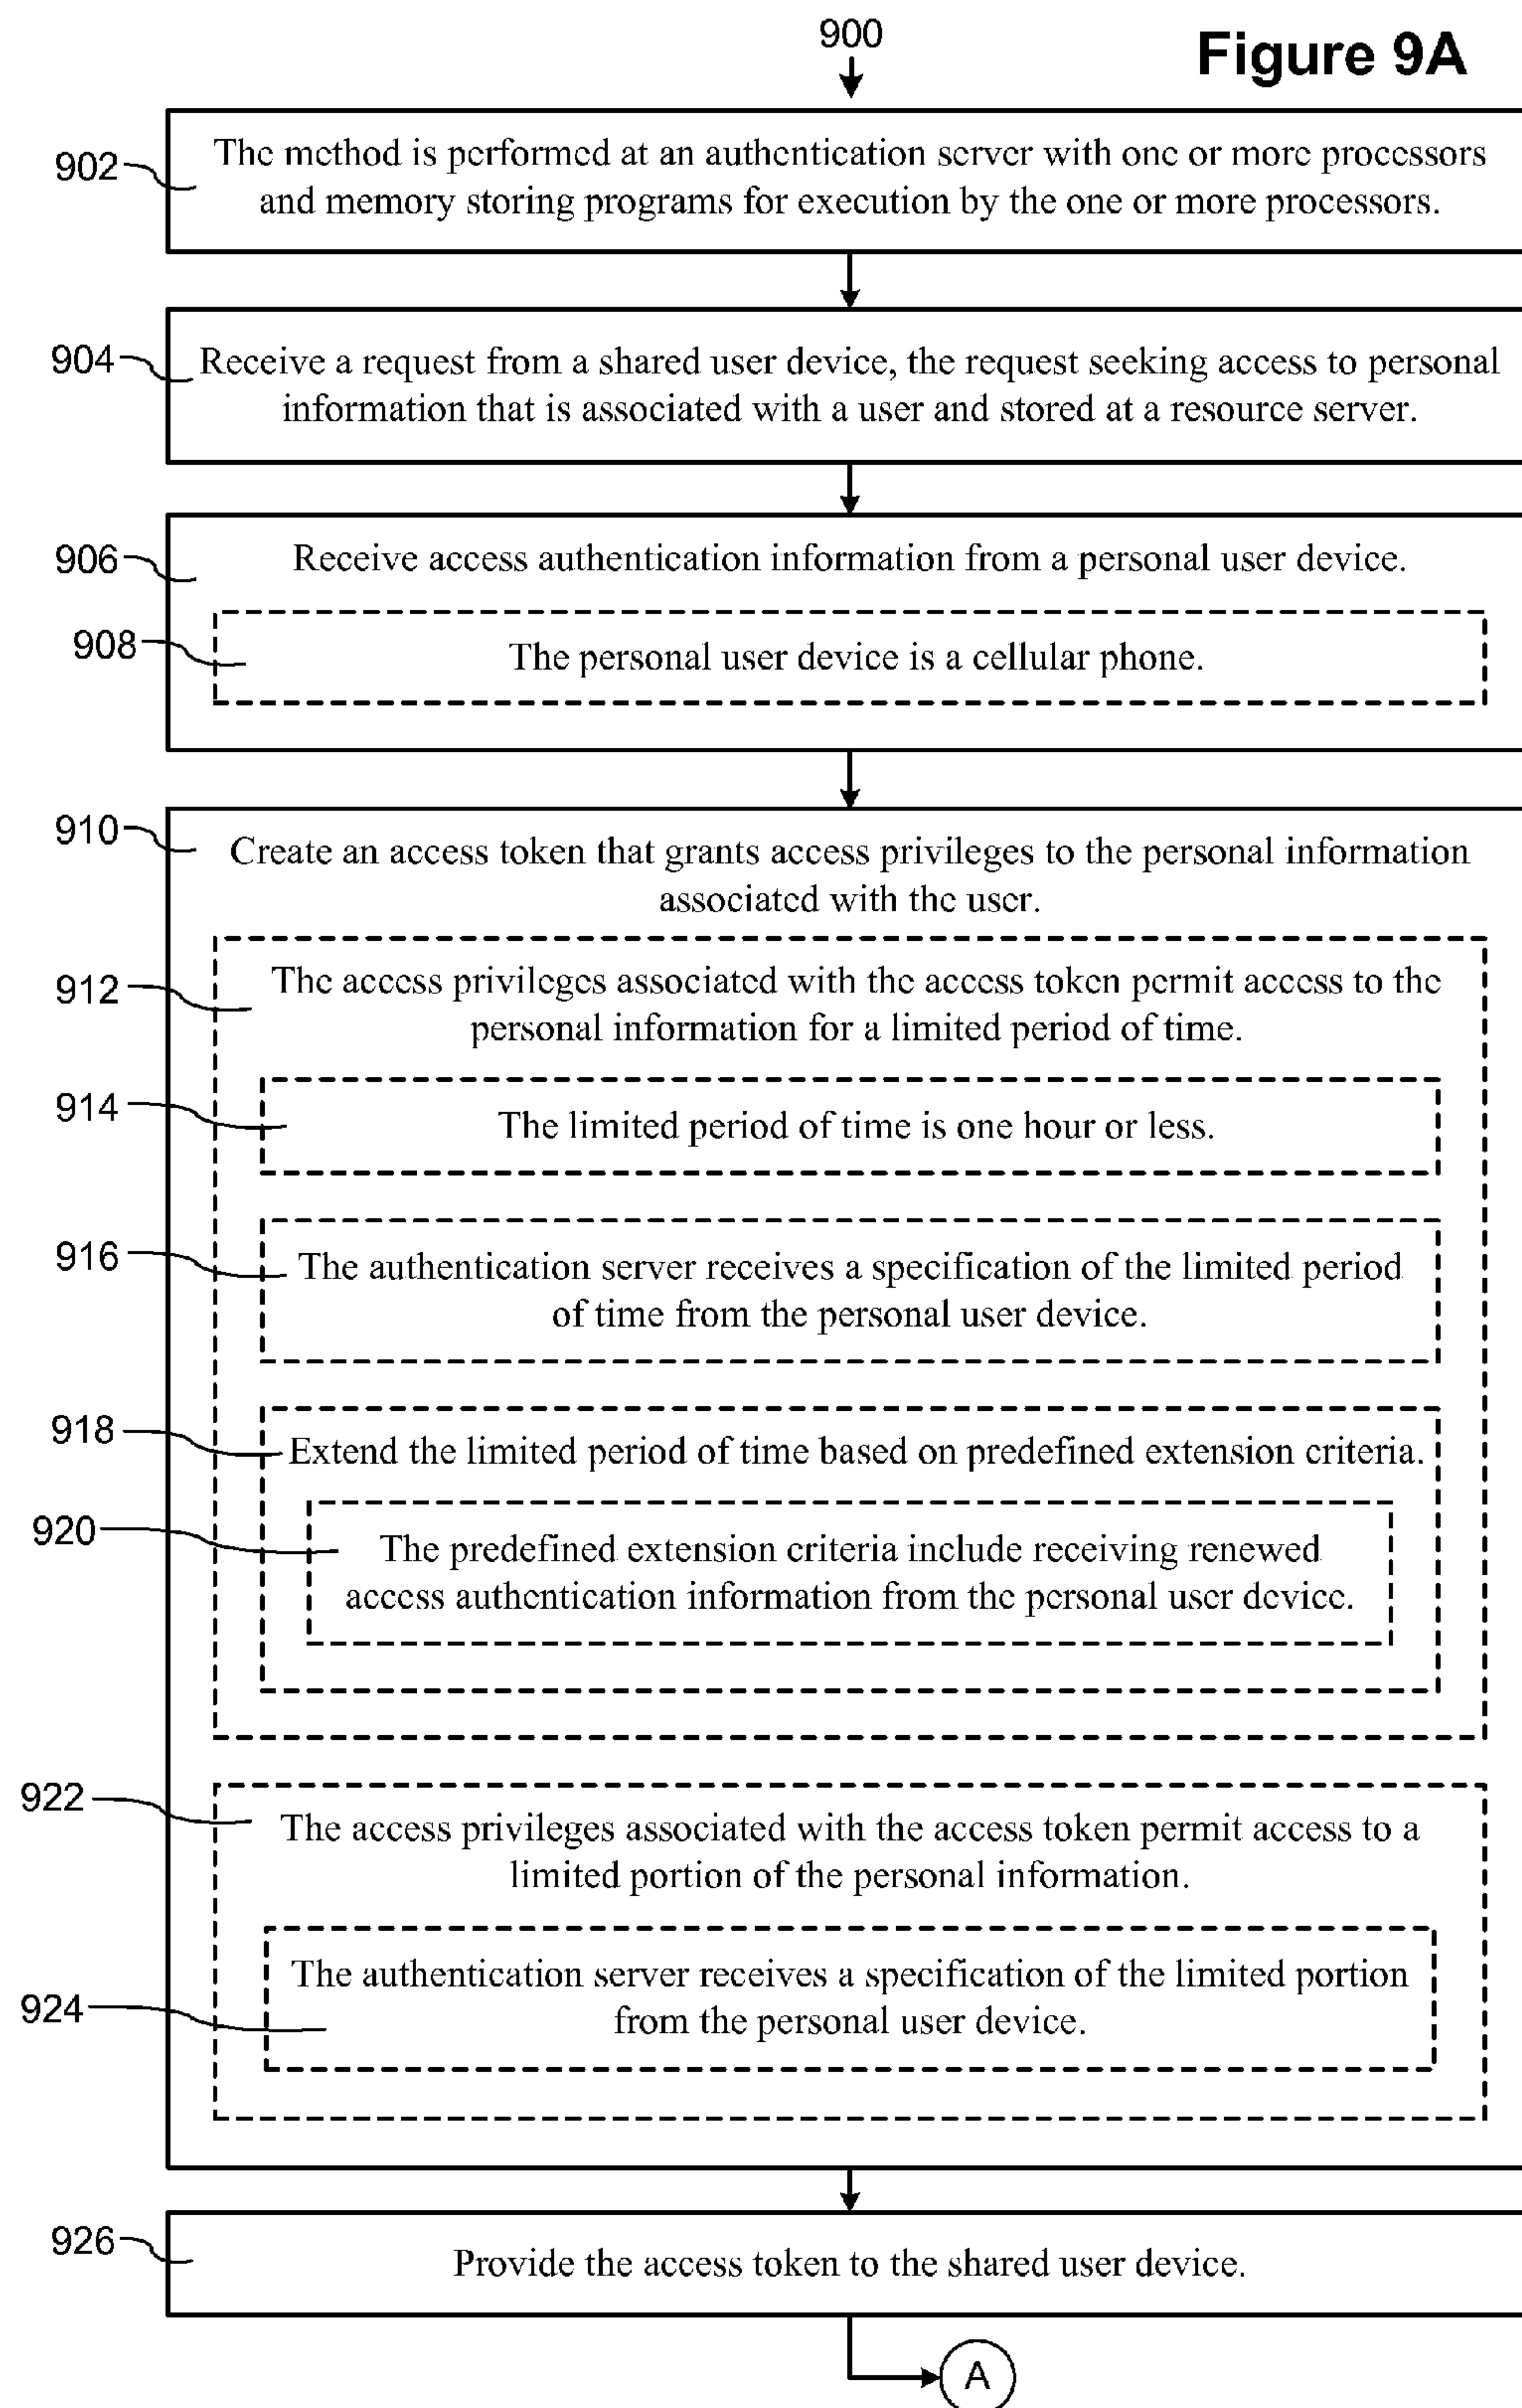 900
Figure 9A
902
The method is performed at an authentication server with one or more processors
and memory storing programs for execution by the one or more processors.
904
Receive a request from a shared user device, the request seeking access to personal
information that is associated with a user and stored at a resource server.
906
Receive access authentication information from a personal user device.
908
The personal user device is a cellular phone.
910
Create an access token that grants access privileges to the personal information
associated with the user.
912
The access privileges associated with the access token permit access to the
personal information for a limited period of time.
914
The limited period of time is one hour or less.
916
The authentication server receives a specification of the limited period
of time from the personal user device.
918
Extend the limited period of time based on predefined extension criteria.
920
The predefined extension criteria include receiving renewed
access authentication information from the personal user device.
922
The access privileges associated with the access token permit access to a
limited portion of the personal information.
924
The authentication server receives a specification of the limited portion
from the personal user device.
926
Provide the access token to the shared user device.
A